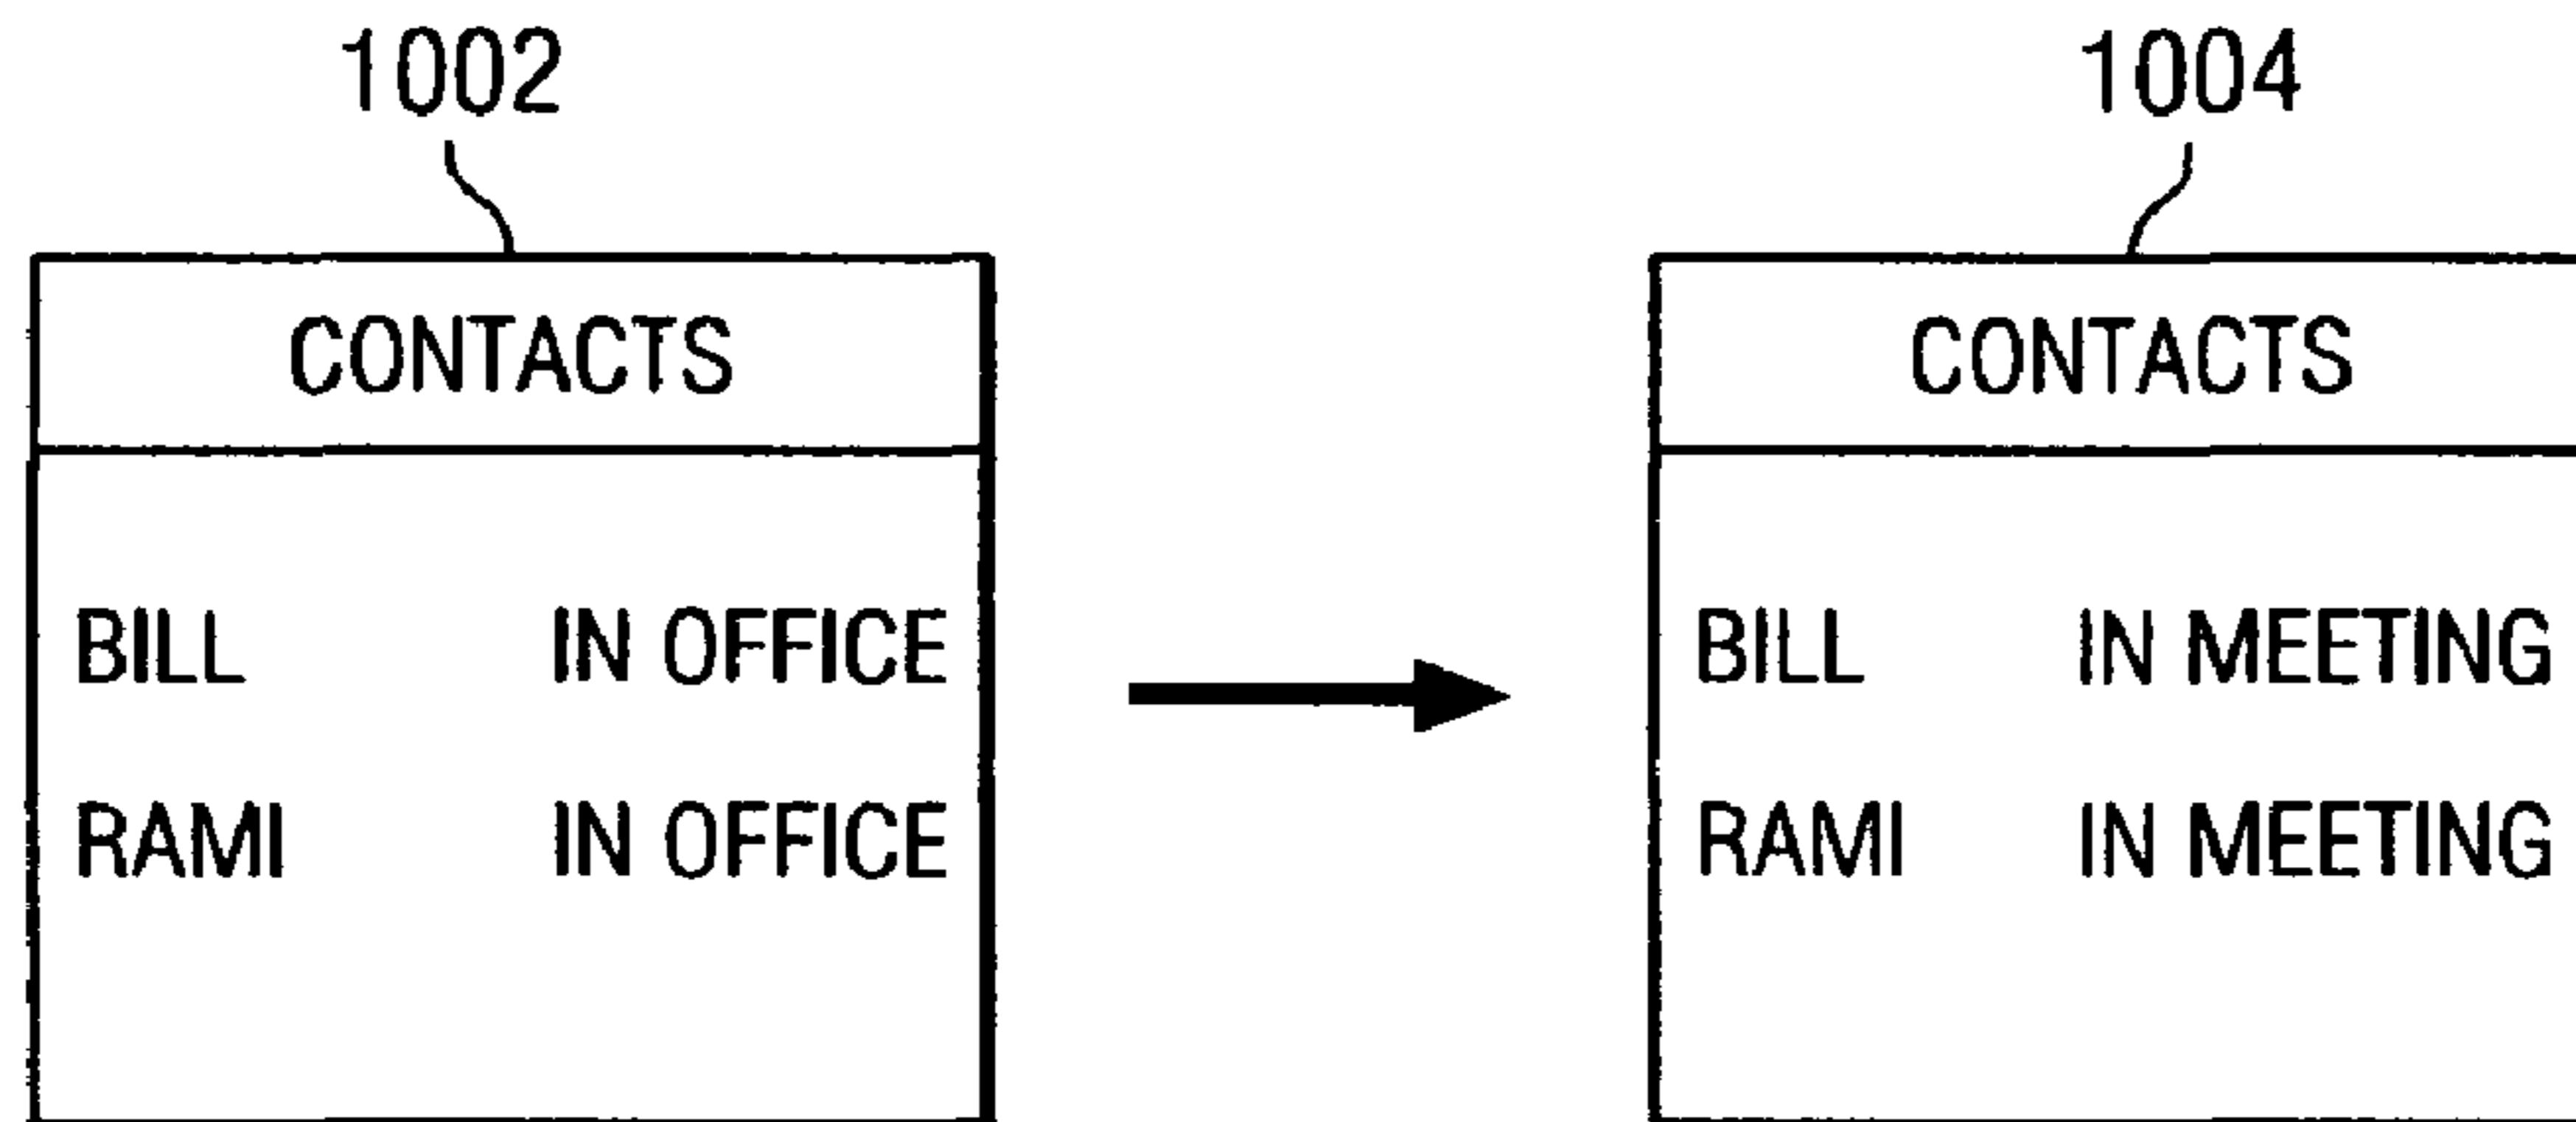 1002
CONTACTS
BILL IN OFFICE
RAMI IN OFFICE
1004
CONTACTS
BILL IN MEETING
RAMI IN MEETING